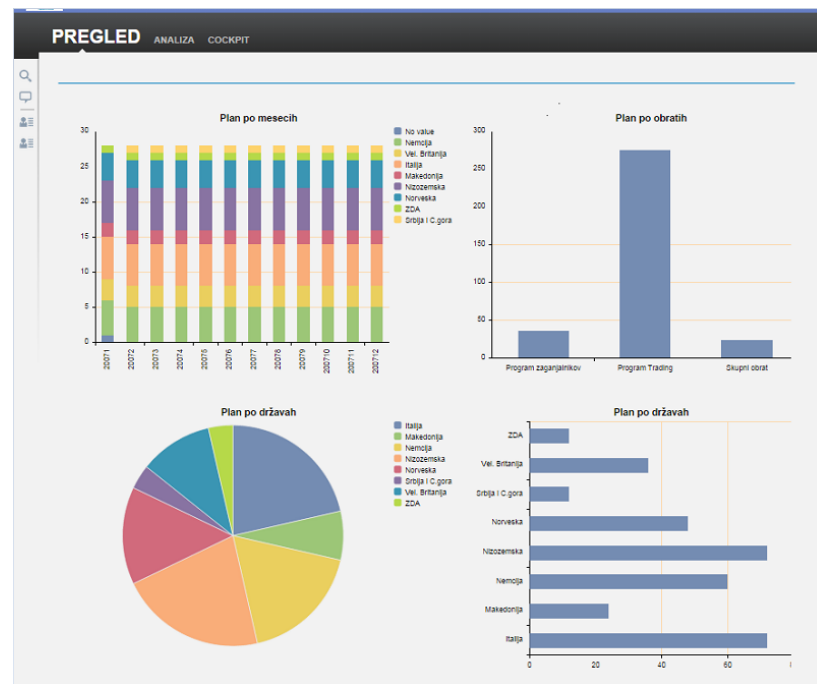 PREGLED ANALIZA COCKPIT
Plan po mesecih
30
25
20
15
10
5
0
20071
20072
20073
20074
20075
20076
20077
20078
20079
200710
200711
200712
No value
Nemcija
Vel. Britanija
Italija
Makedonija
Nizozemska
Norveska
ZDA
Srbija I C.gora
Plan po obratih
300
250
200
150
100
50
0
Program zaganjalnikov
Program Trading
Skupni obrat
Plan po državah
Italija
Makedonija
Nemcija
Nizozemska
Norveska
Srbija I C.gora
Vel. Britanija
ZDA
Plan po državah
ZDA
Vel. Britanija
Srbija I C.gora
Norveska
Nizozemska
Nemcija
Makedonija
Italija
0
20
40
60